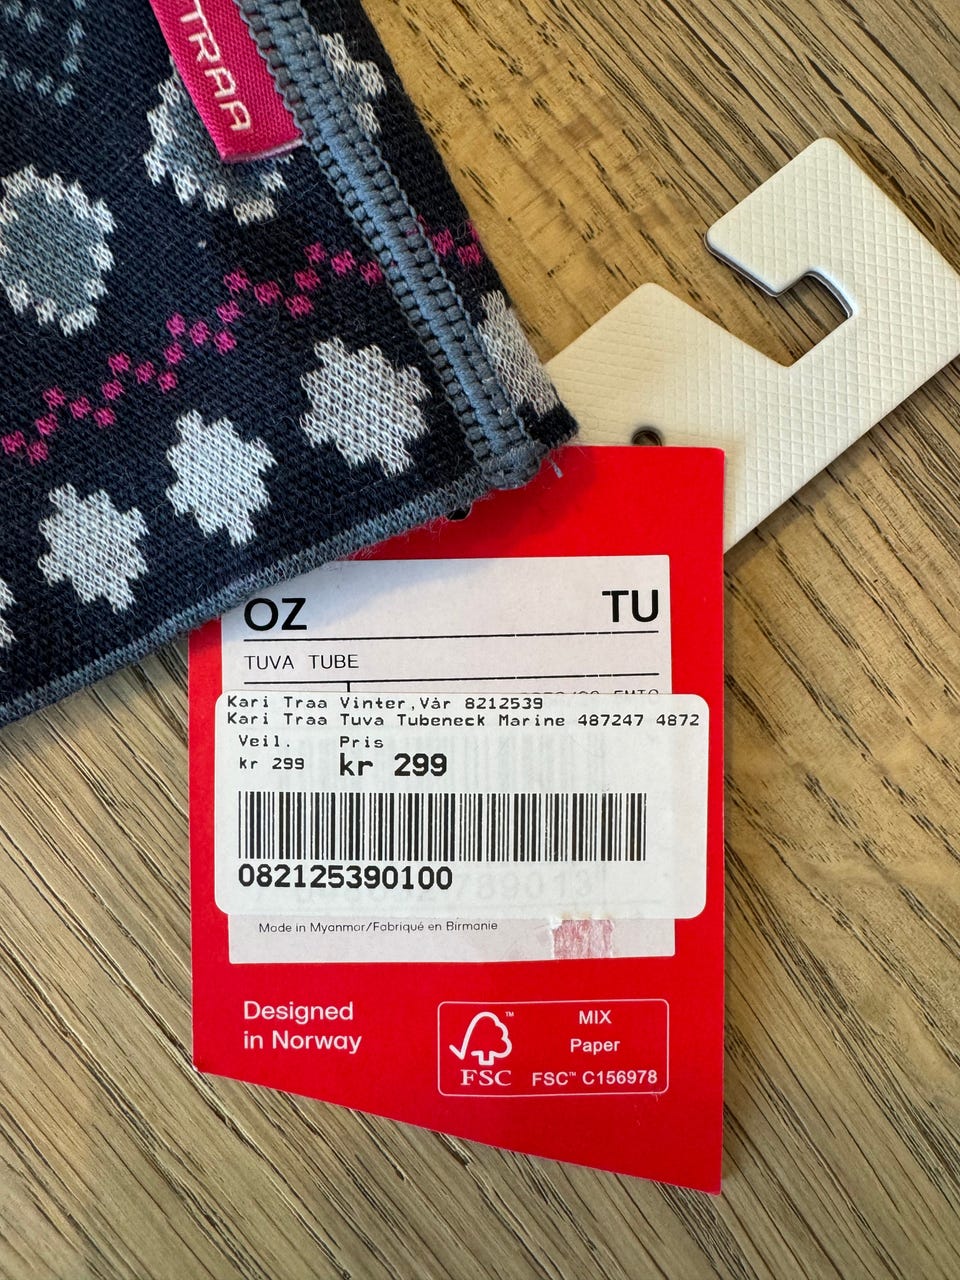 TRAA
OZ TU
TUVA TUBE
Kari Traa Vinter,Vår 8212539
Kari Traa Tuva Tubeneck Marine 487247 4872
Veil. Pris
kr 299 kr 299
082125390100
Made in Myanmar/Fabriqué en Birmanie
Designed
in Norway
FSC™
MIX
Paper
FSC™ C156978